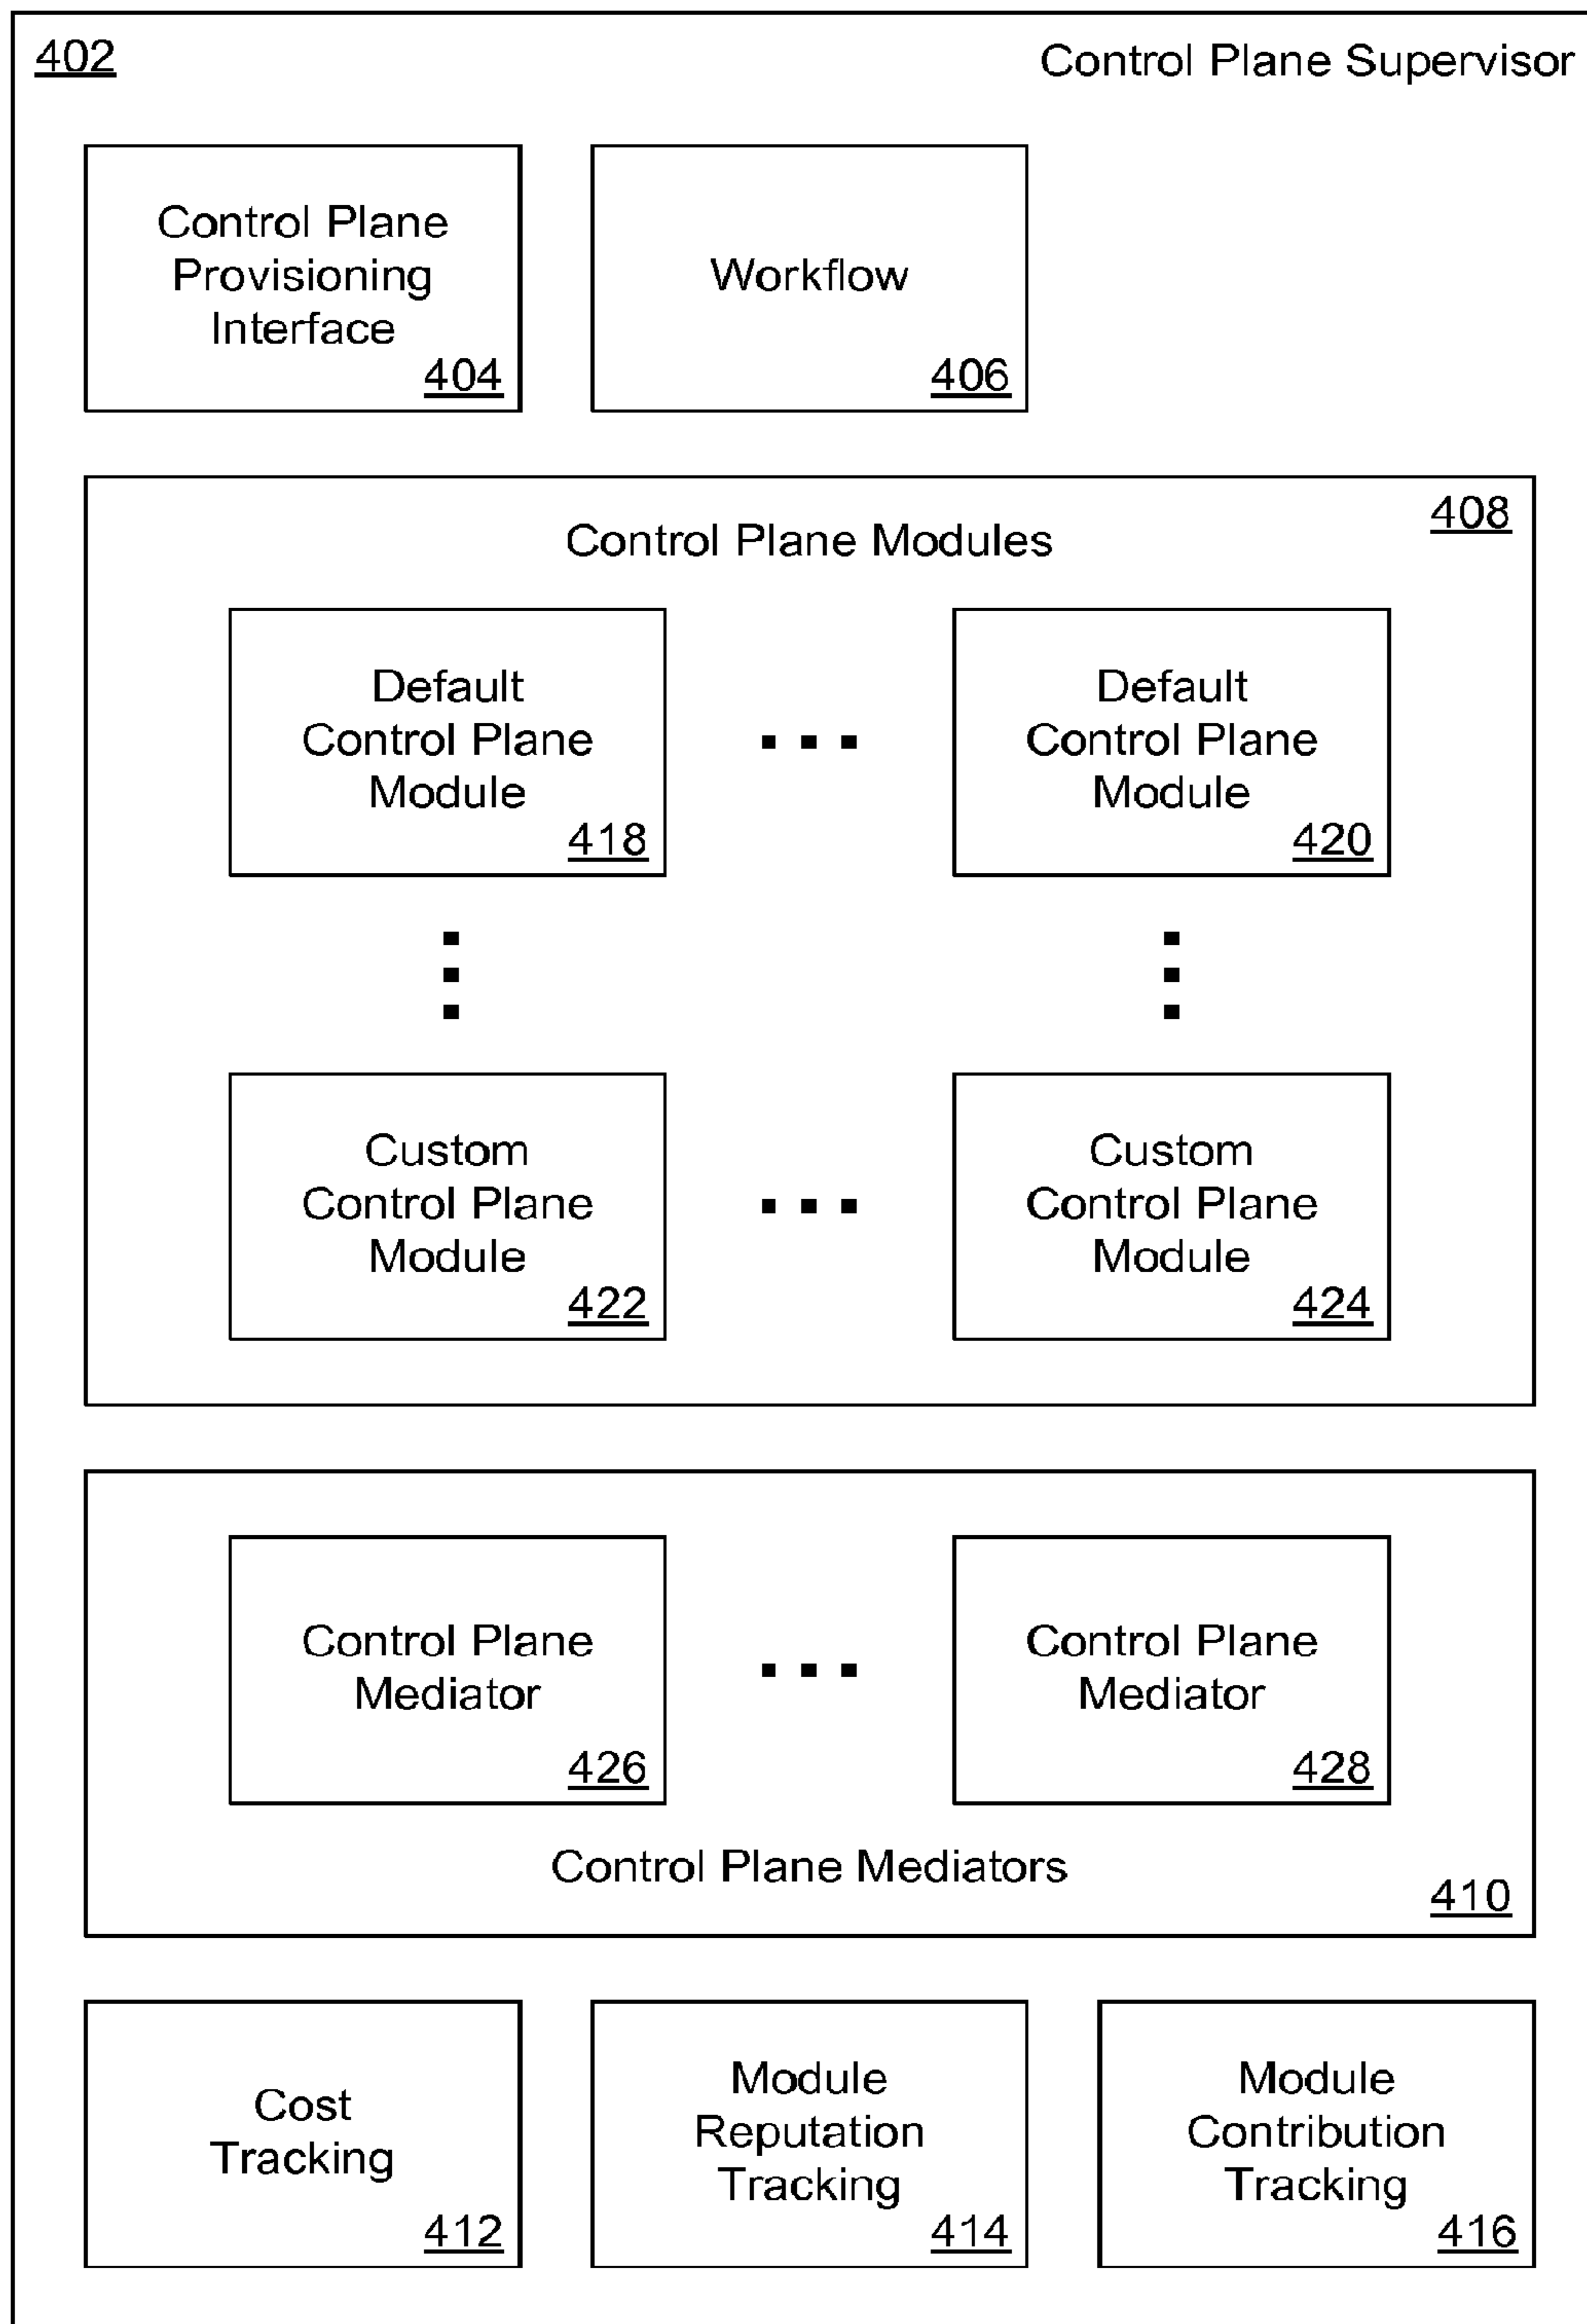 402
Control Plane Supervisor
Control Plane
Provisioning
Interface
404
Workflow
406
408
Control Plane Modules
Default
Control Plane
Module
418
Default
Control Plane
Module
420
Custom
Control Plane
Module
422
Custom
Control Plane
Module
424
Control Plane
Mediator
426
Control Plane
Mediator
428
Control Plane Mediators
410
Cost
Tracking
412
Module
Reputation
Tracking
414
Module
Contribution
Tracking
416